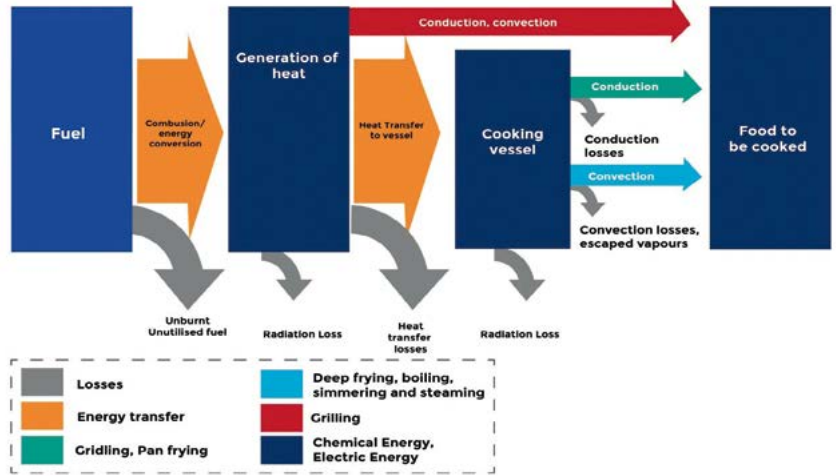 Conduction, convection
Generation of
heat
Fuel
Combusion/
energy
conversion
Heat Transfer
to vessel
Cooking
vessel
Conduction
Conduction
losses
Convection
Convection losses,
escaped vapours
Food to
be cooked
Unburnt
Unutilised fuel
Radiation Loss
Heat
transfer
losses
Radiation Loss
Losses
Energy transfer
Gridling, Pan frying
Deep frying, boiling,
simmering and steaming
Grilling
Chemical Energy,
Electric Energy